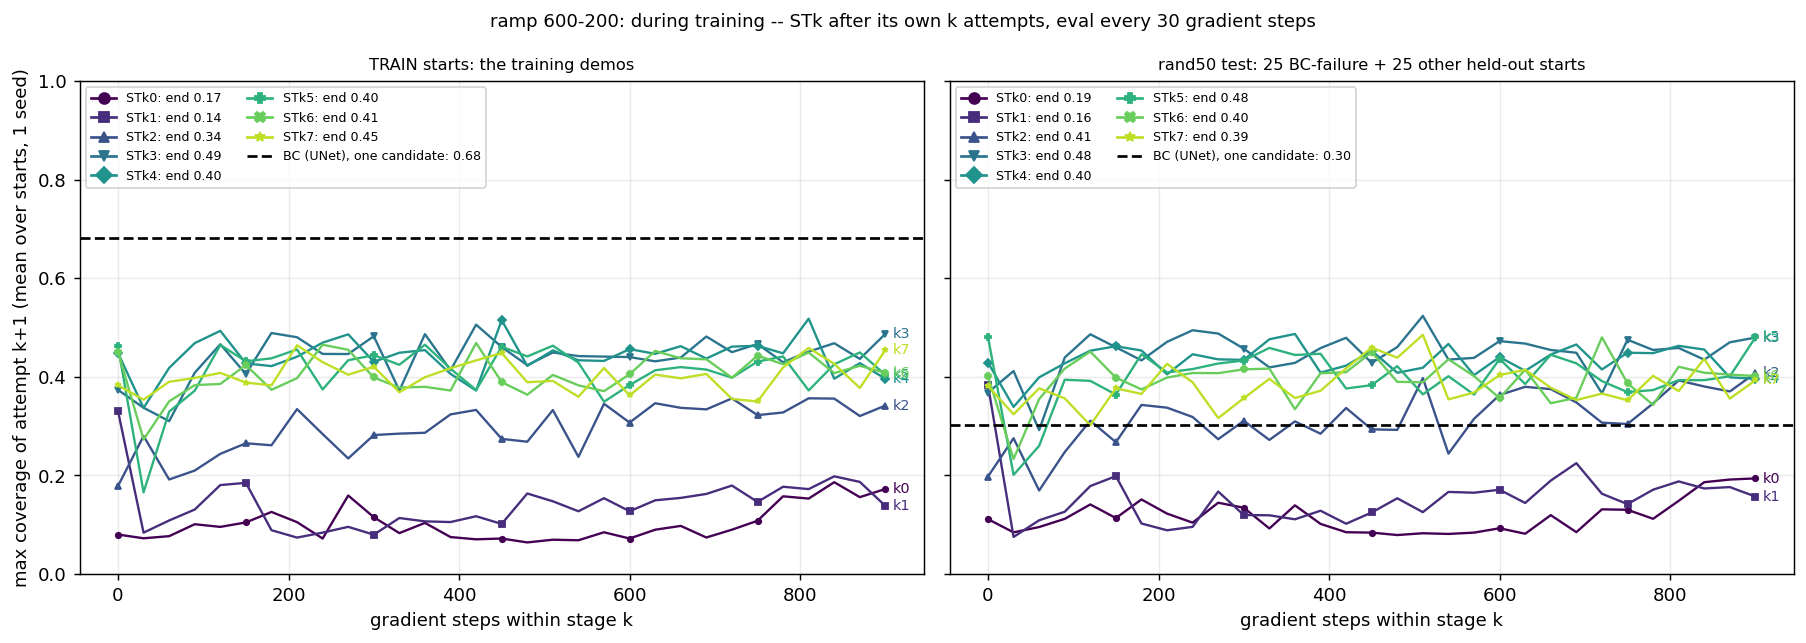 ramp 600-200: during training -- STk after its own k attempts, eval every 30 gradient steps
TRAIN starts: the training demos
max coverage of attempt k+1 (mean over starts, 1 seed)
1.0
0.8
0.6
0.4
0.2
0.0
STk0: end 0.17
STk1: end 0.14
STk2: end 0.34
STk3: end 0.49
STk4: end 0.40
STk5: end 0.40
STk6: end 0.41
STk7: end 0.45
BC (UNet), one candidate: 0.68
k3
k7
k4
k2
k0
k1
0
200
400
600
800
gradient steps within stage k
rand50 test: 25 BC-failure + 25 other held-out starts
STk0: end 0.19
STk1: end 0.16
STk2: end 0.41
STk3: end 0.48
STk4: end 0.40
STk5: end 0.48
STk6: end 0.40
STk7: end 0.39
BC (UNet), one candidate: 0.30
k0
k1
0
200
400
600
800
gradient steps within stage k